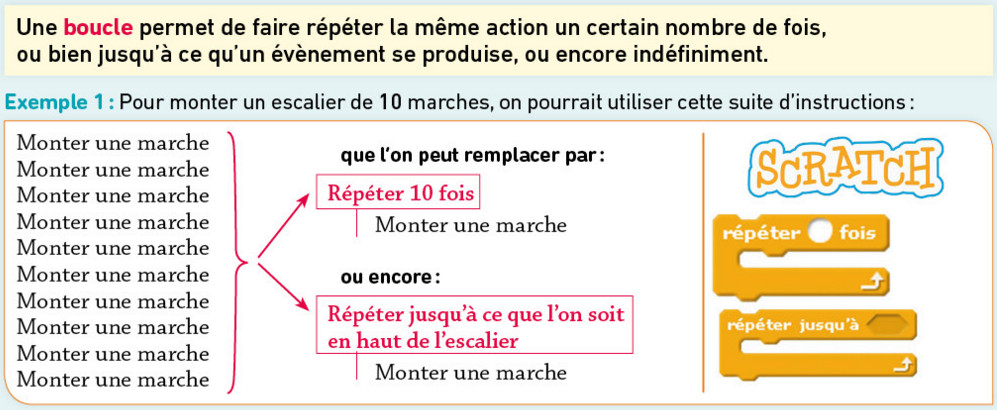 Une boucle permet de faire répéter la même action un certain nombre de fois,
ou bien jusqu'à ce qu'un évènement se produise, ou encore indéfiniment.
Exemple 1 : Pour monter un escalier de 10 marches, on pourrait utiliser cette suite d'instructions :
Monter une marche
Monter une marche
Monter une marche
Monter une marche
Monter une marche
Monter une marche
Monter une marche
Monter une marche
Monter une marche
Monter une marche
que l'on peut remplacer par :
Répéter 10 fois
Monter une marche
ou encore :
Répéter jusqu'à ce que l'on soit
en haut de l'escalier
Monter une marche
SCRATCH
répéter fois
répéter jusqu'à